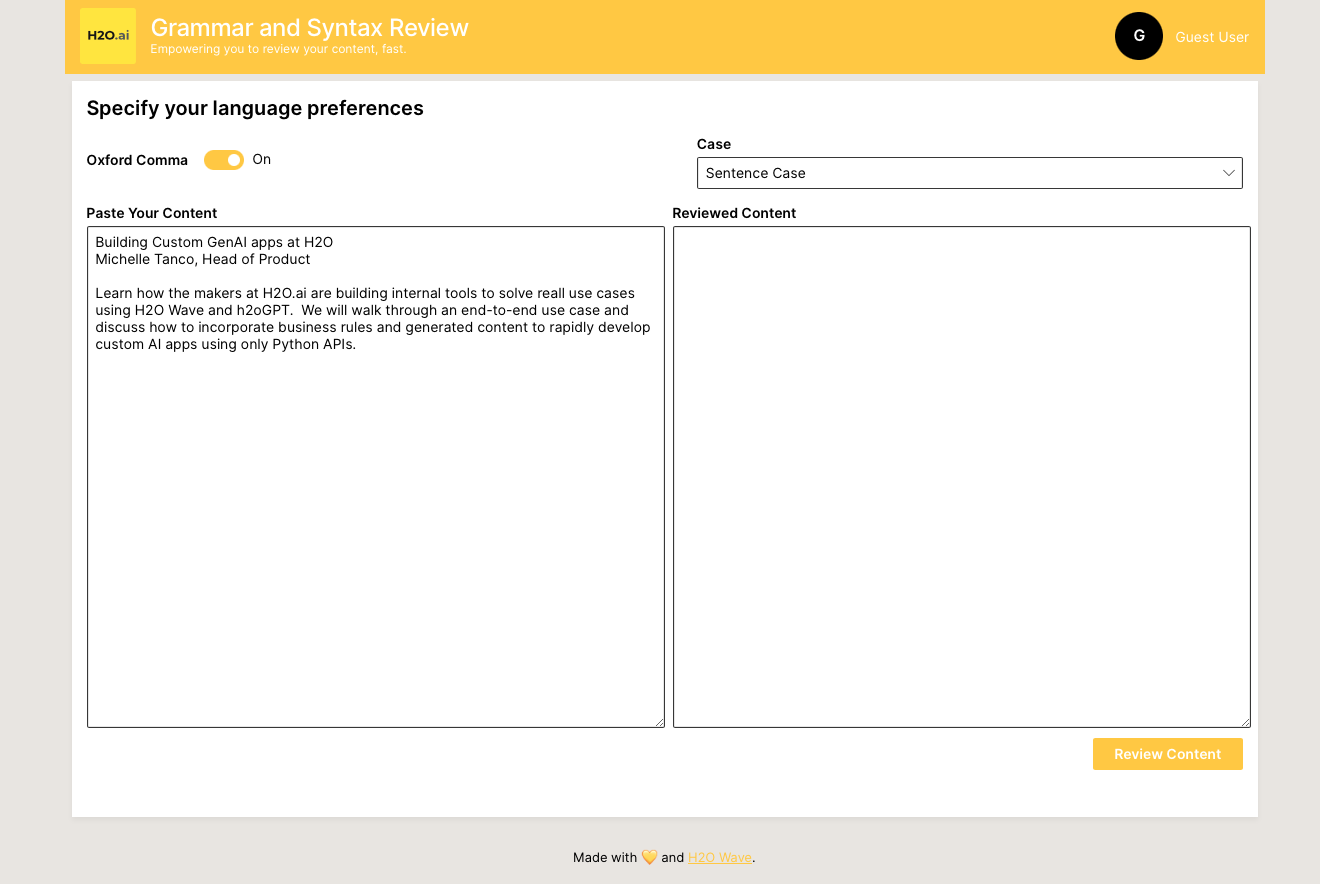 H2O.ai
Grammar and Syntax Review
Empowering you to review your content, fast.
G
Guest User
Specify your language preferences
Oxford Comma
On
Case
Sentence Case
Paste Your Content
Building Custom GenAI apps at H2O
Michelle Tanco, Head of Product
Learn how the makers at H2O.ai are building internal tools to solve reall use cases
using H2O Wave and h2oGPT.  We will walk through an end-to-end use case and
discuss how to incorporate business rules and generated content to rapidly develop
custom AI apps using only Python APIs.
Reviewed Content
Review Content
Made with 💛 and H2O Wave.